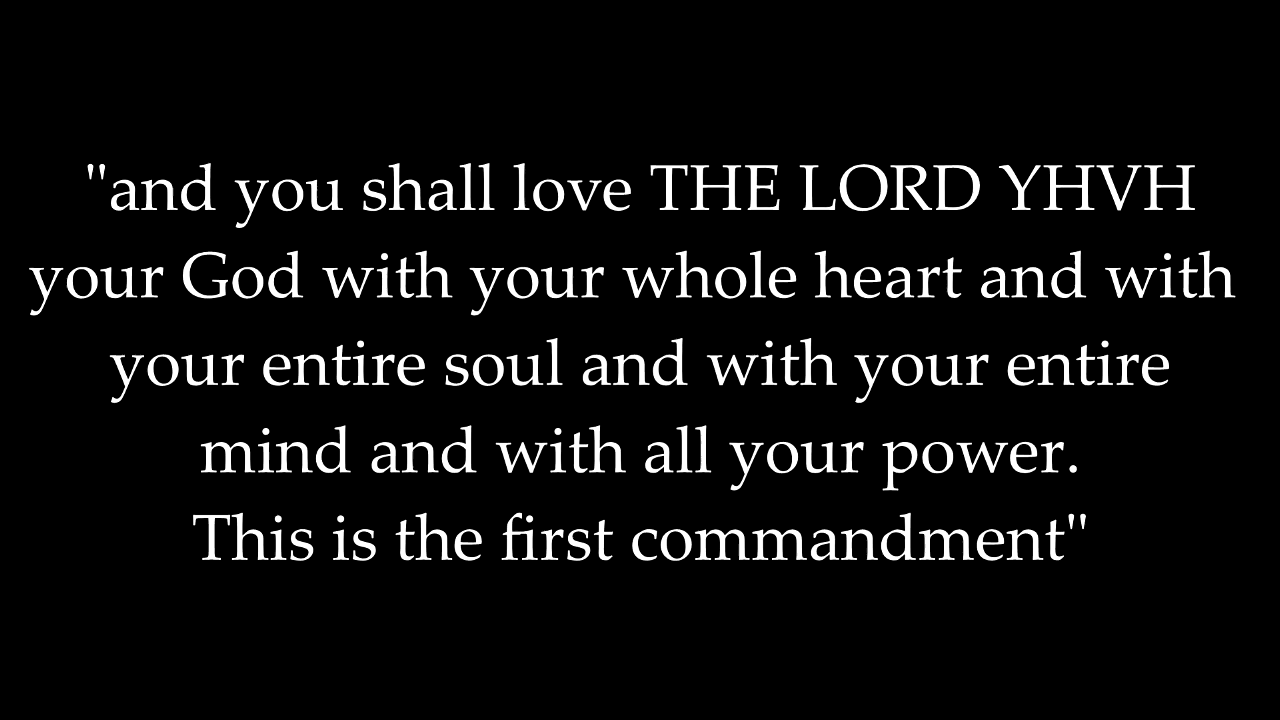 "and you shall love THE LORD YHVH
your God with your whole heart and with
your entire soul and with your entire
mind and with all your power.
This is the first commandment"